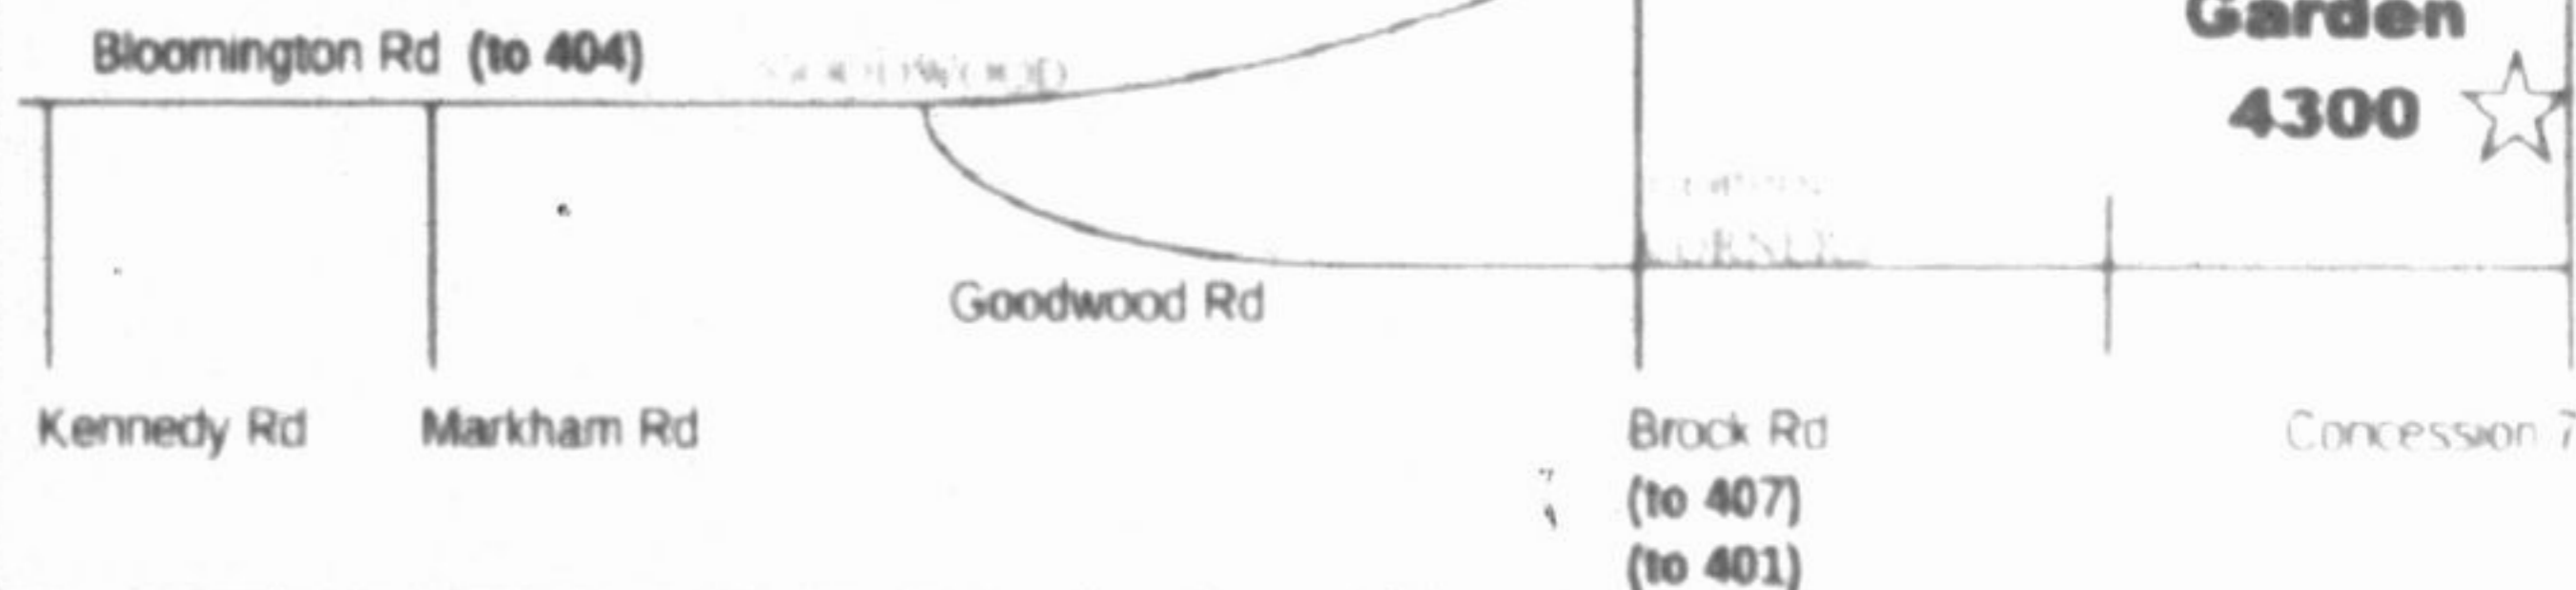 Garden
Bloomington Rd (to 404)
4300
Goodwood Rd
Kennedy Rd Markham Rd Brock Rd Concession 7
(to 407)
(to 401)